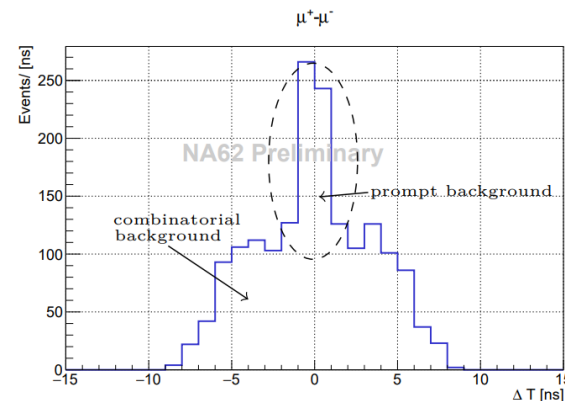 μ⁺-μ⁻
Events/ [ns]
250
200
150
100
50
0
NA62 Preliminary
prompt background
combinatorial
background
−15 −10 −5 0 5 10 15
Δ T [ns]